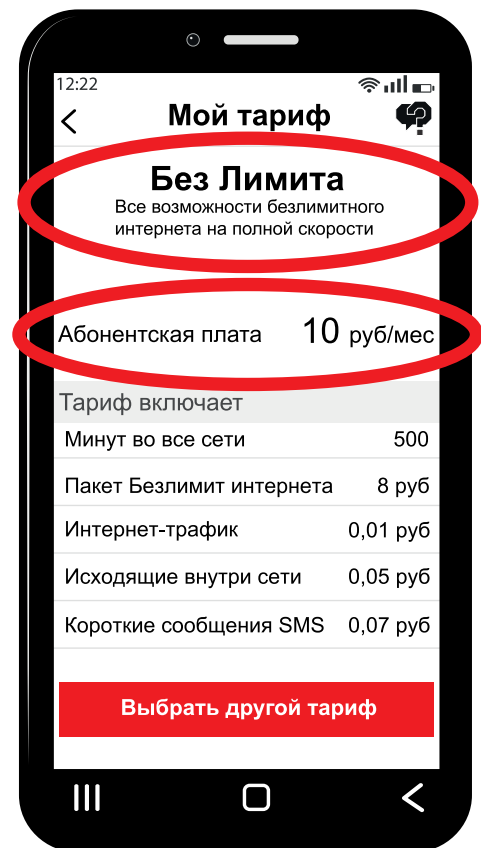 12:22
Мой тариф
Без Лимита
Все возможности безлимитного
интернета на полной скорости
Абонентская плата 10 руб/мес
Тариф включает
Минут во все сети 500
Пакет Безлимит интернета 8 руб
Интернет-трафик 0,01 руб
Исходящие внутри сети 0,05 руб
Короткие сообщения SMS 0,07 руб
Выбрать другой тариф